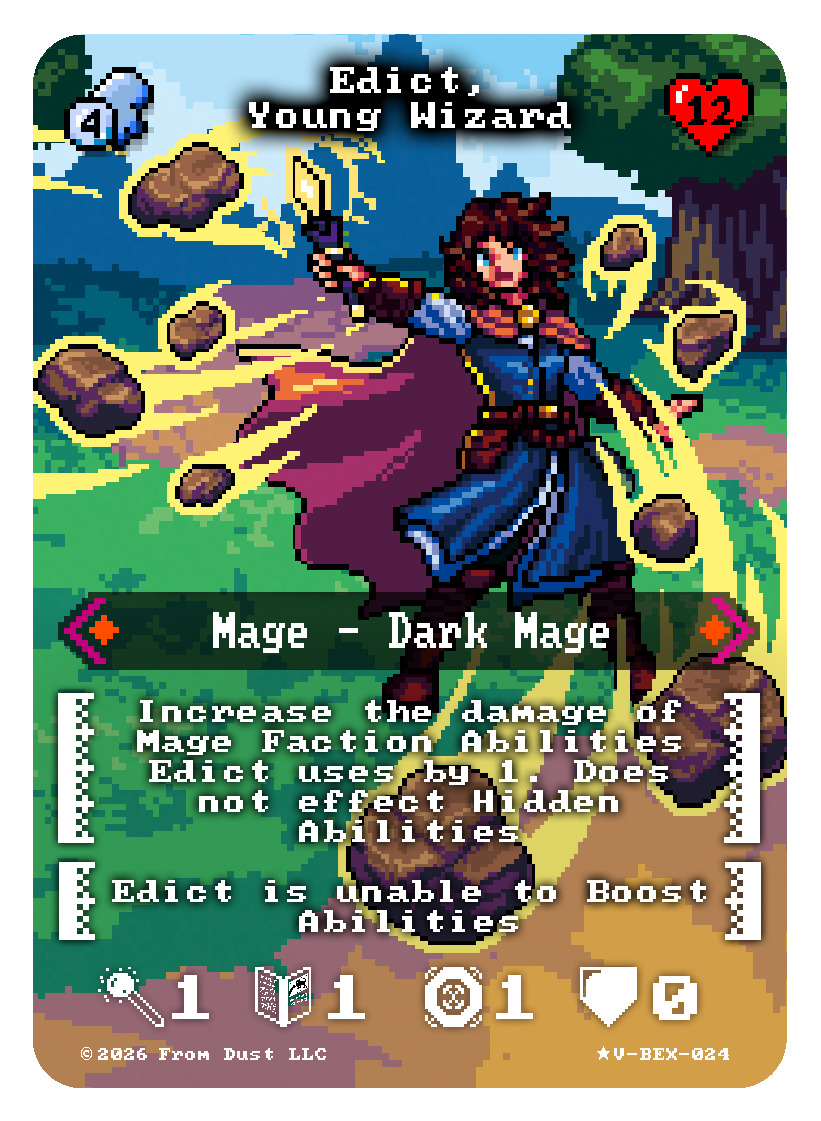 Edict,
Young Wizard
4
12
Mage - Dark Mage
Increase the damage of
Mage Faction Abilities
Edict uses by 1. Does
not effect Hidden
Abilities
Edict is unable to Boost
Abilities
1 1 1 0
©2026 From Dust LLC
★V-BEX-024